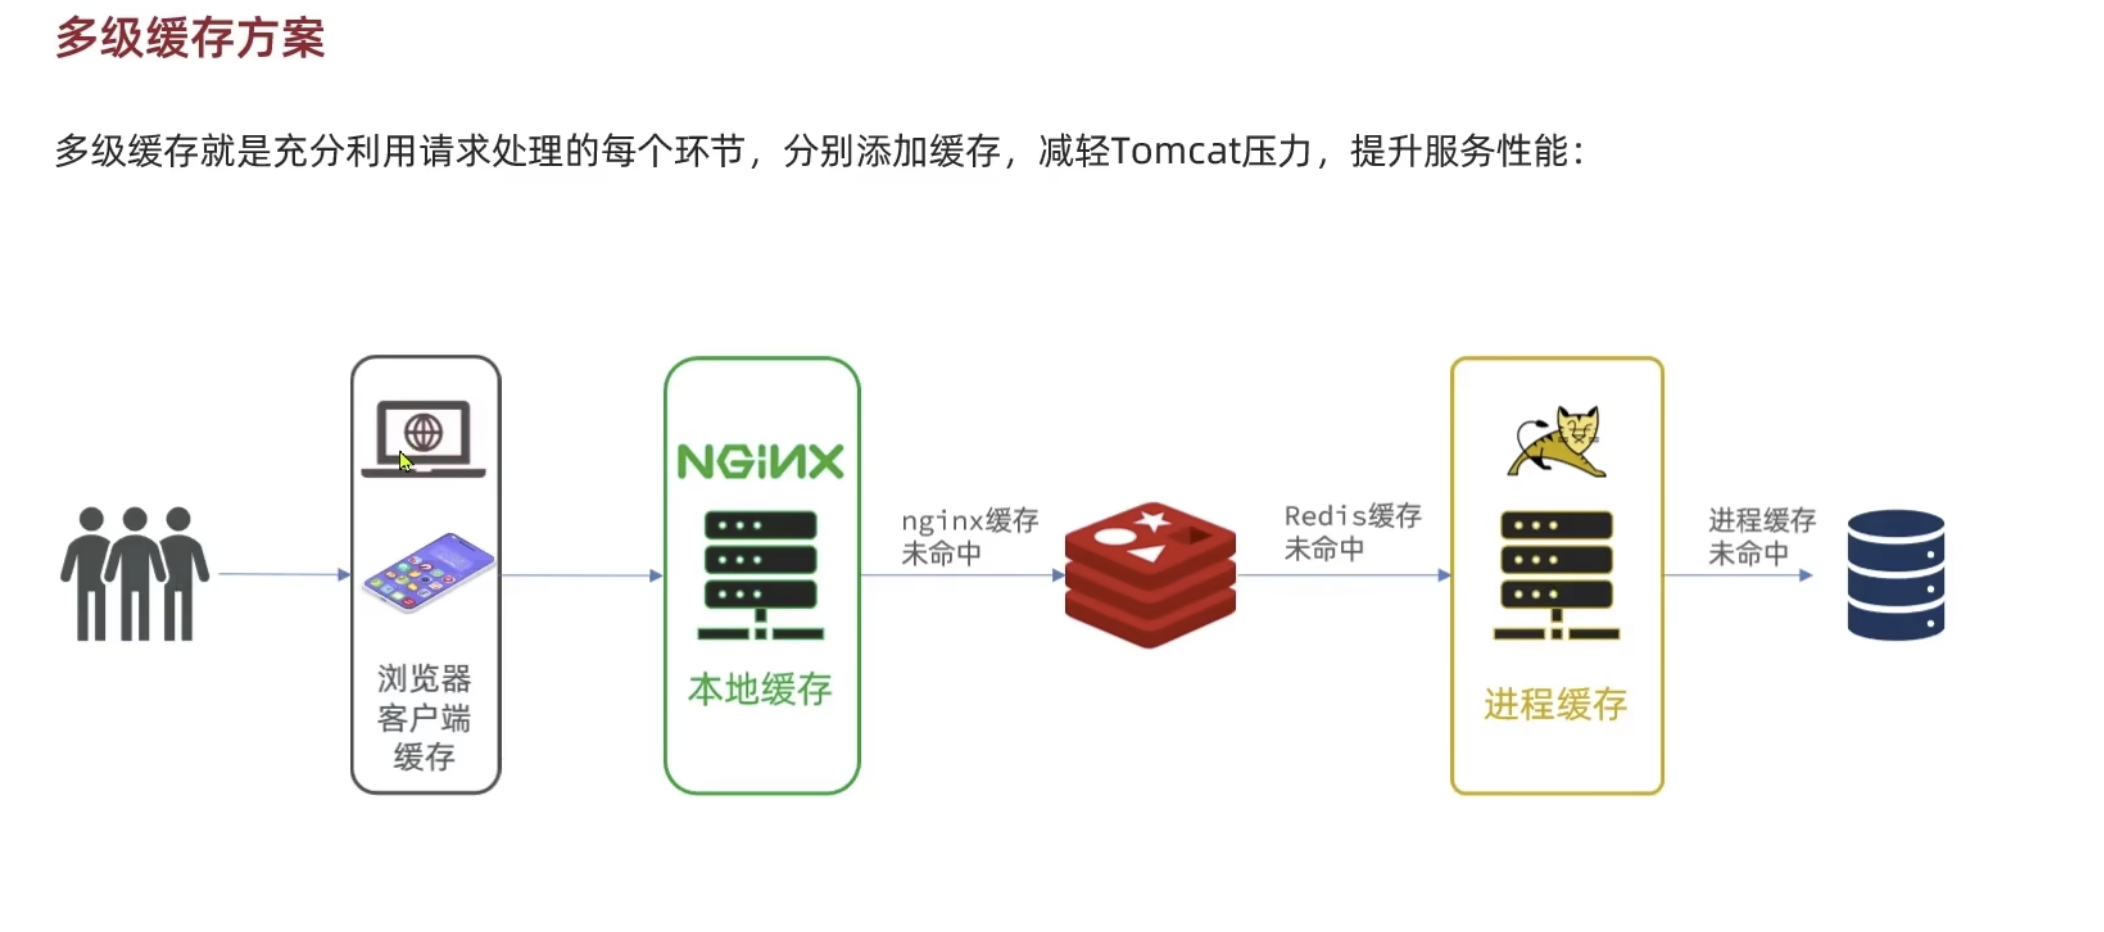 多级缓存方案
多级缓存就是充分利用请求处理的每个环节，分别添加缓存，减轻Tomcat压力，提升服务性能：
浏览器
客户端
缓存
NGINX
本地缓存
nginx缓存
未命中
Redis缓存
未命中
进程缓存
进程缓存
未命中